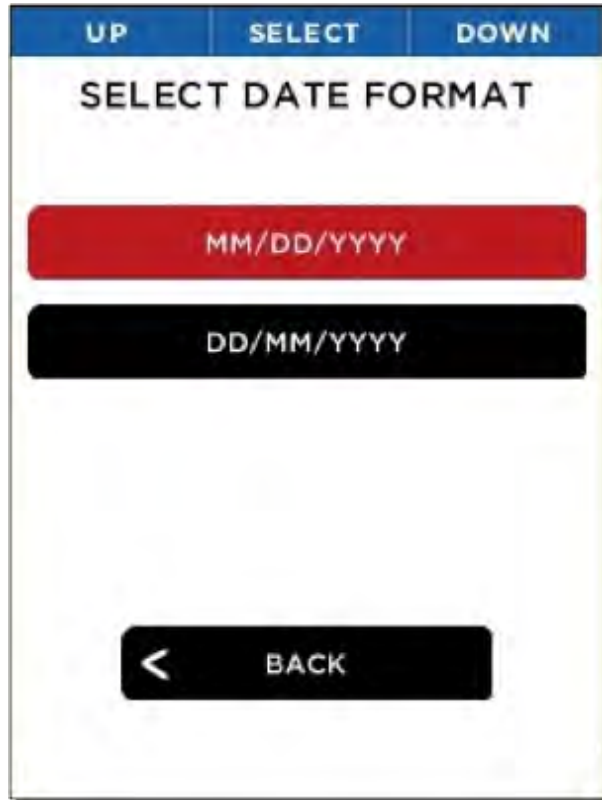 UP SELECT DOWN
SELECT DATE FORMAT
MM/DD/YYYY
DD/MM/YYYY
< BACK